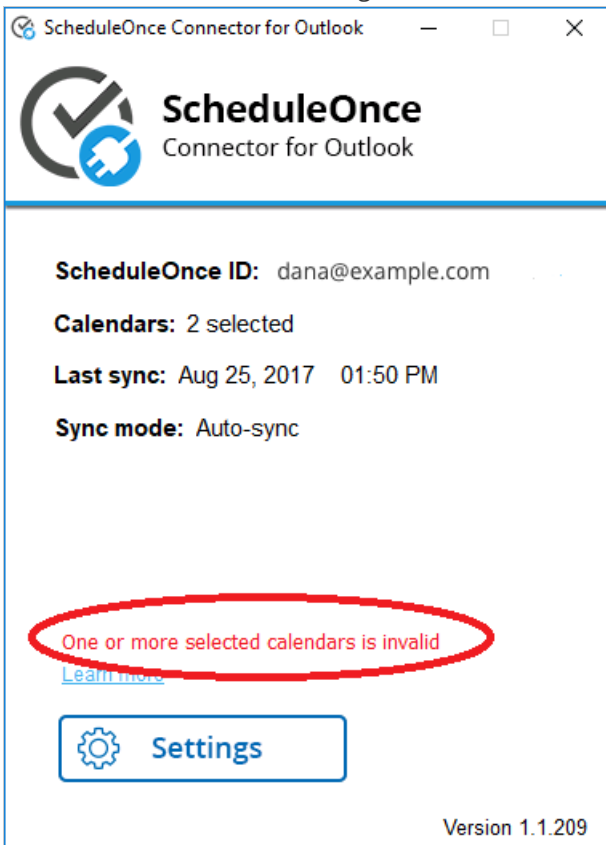 ScheduleOnce Connector for Outlook
ScheduleOnce
Connector for Outlook
ScheduleOnce ID: dana@example.com
Calendars: 2 selected
Last sync: Aug 25, 2017 01:50 PM
Sync mode: Auto-sync
One or more selected calendars is invalid
Learn more
Settings
Version 1.1.209